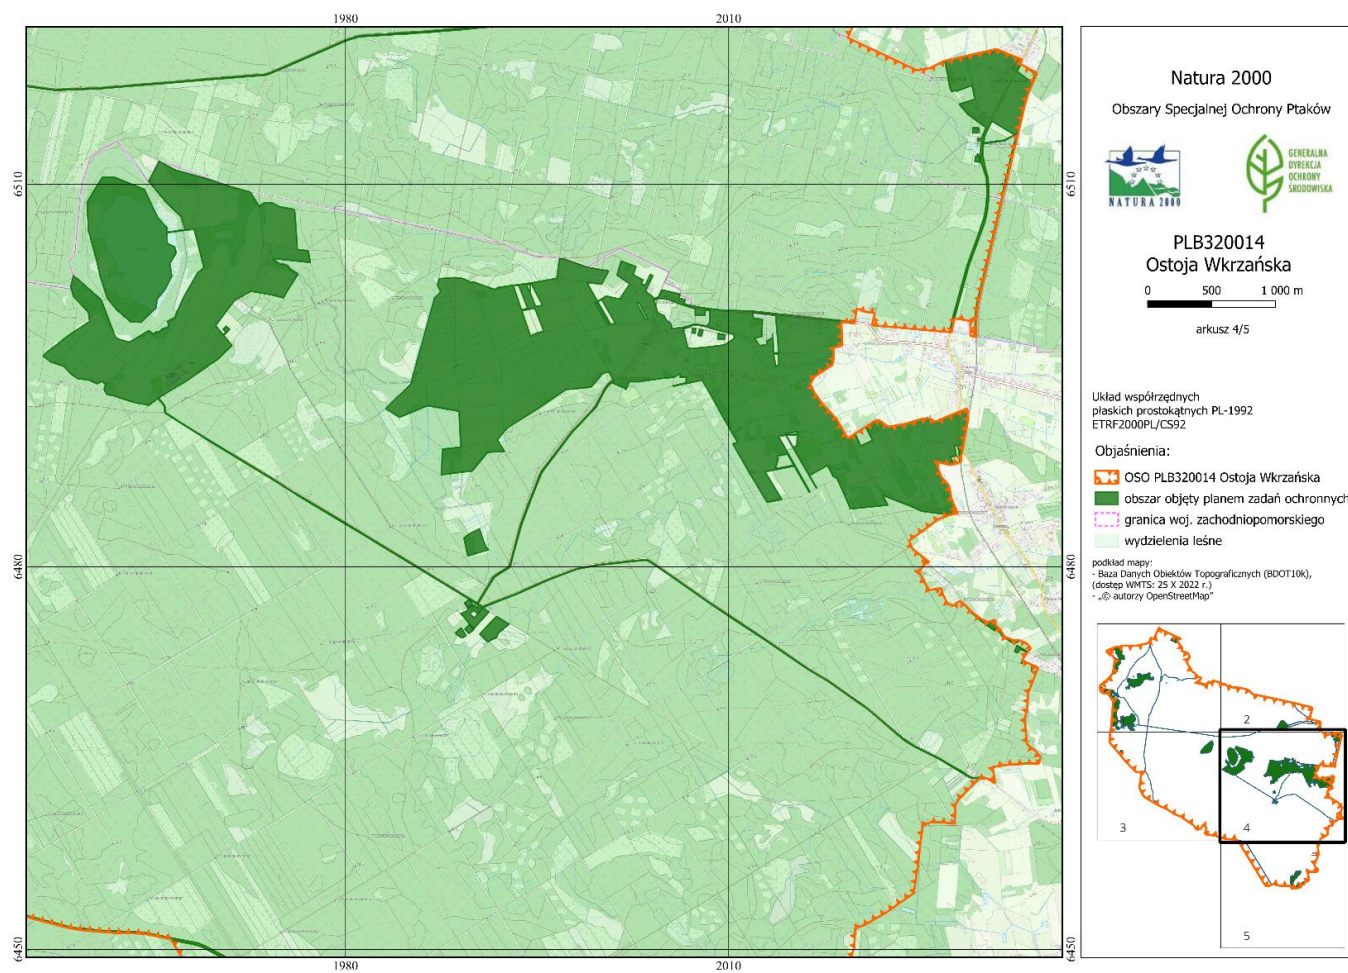 1980
2010
6510
6480
6450
6510
6480
6450
1980
2010
Natura 2000
Obszary Specjalnej Ochrony Ptaków
NATURA 2000
GENERALNA
DYREKCJA
OCHRONY
ŚRODOWISKA
PLB320014
Ostoja Wkrzańska
0 500 1 000 m
arkusz 4/5
Układ współrzędnych
płaskich prostokątnych PL-1992
ETRF2000PL/CS92
Objaśnienia:
OSO PLB320014 Ostoja Wkrzańska
obszar objęty planem zadań ochronnych
granica woj. zachodniopomorskiego
wydzielenia leśne
podkład mapy:
- Baza Danych Obiektów Topograficznych (BDOT10k),
(dostęp WMTS: 25 X 2022 r.)
- „© autorzy OpenStreetMap"
2
3
4
5